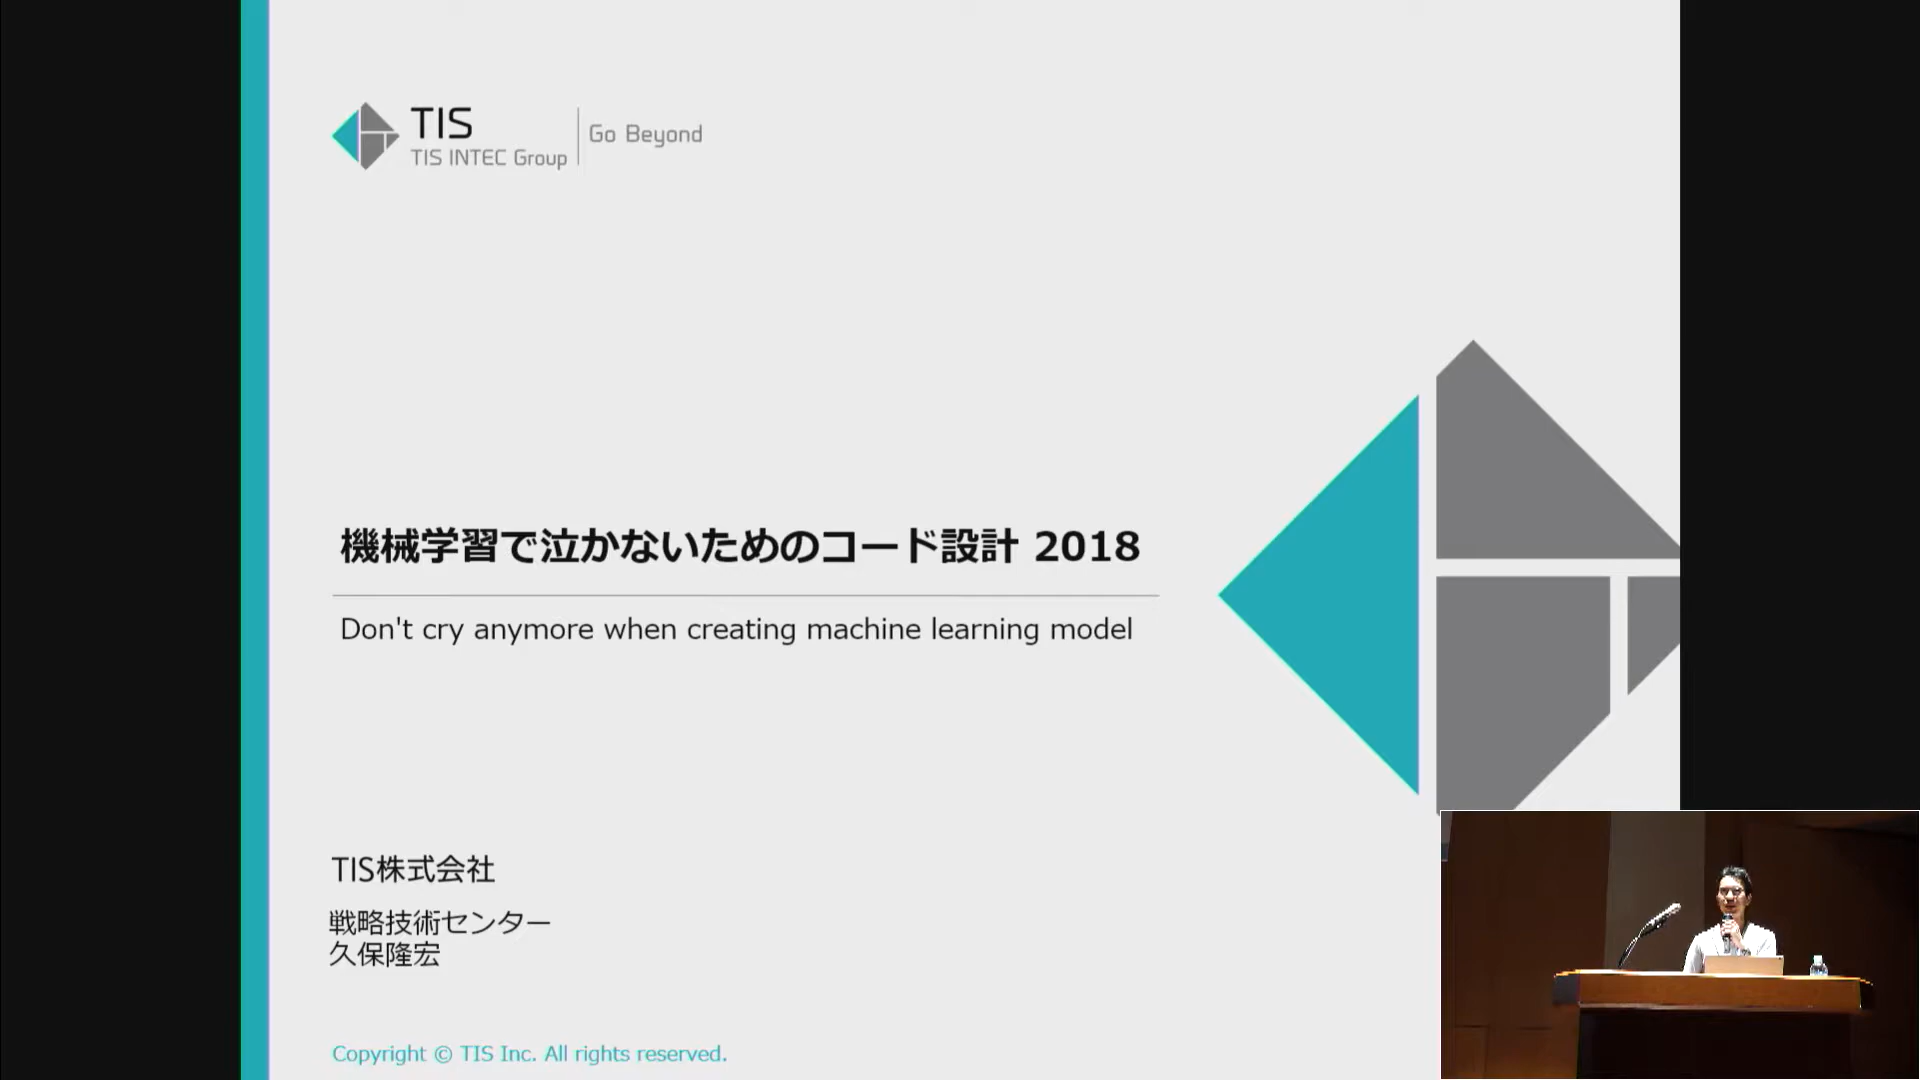 TIS
TIS INTEC Group
Go Beyond
機械学習で泣かないためのコード設計 2018
Don't cry anymore when creating machine learning model
TIS株式会社
戦略技術センター
久保隆宏
Copyright © TIS Inc. All rights reserved.